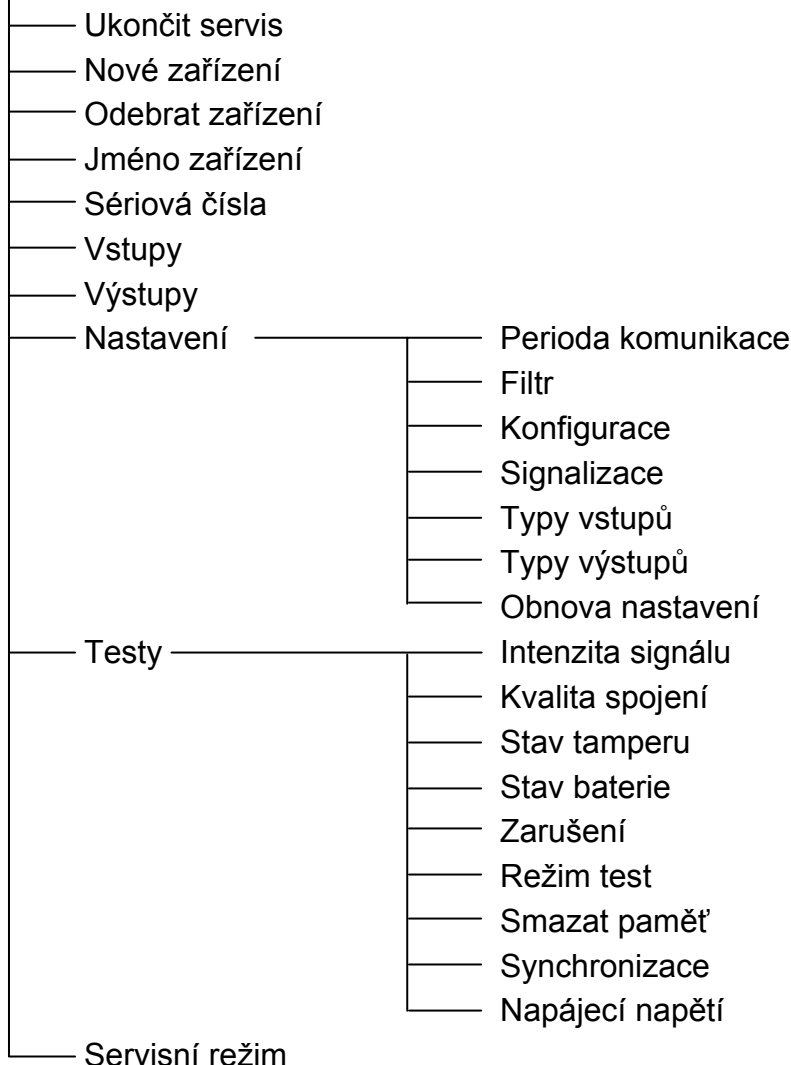 Ukončit servis
Nové zařízení
Odebrat zařízení
Jméno zařízení
Sériová čísla
Vstupy
Výstupy
Nastavení
Perioda komunikace
Filtr
Konfigurace
Signalizace
Typy vstupů
Typy výstupů
Obnova nastavení
Testy
Intenzita signálu
Kvalita spojení
Stav tamperu
Stav baterie
Zarušení
Režim test
Smazat paměť
Synchronizace
Napájecí napětí
Servisní režim